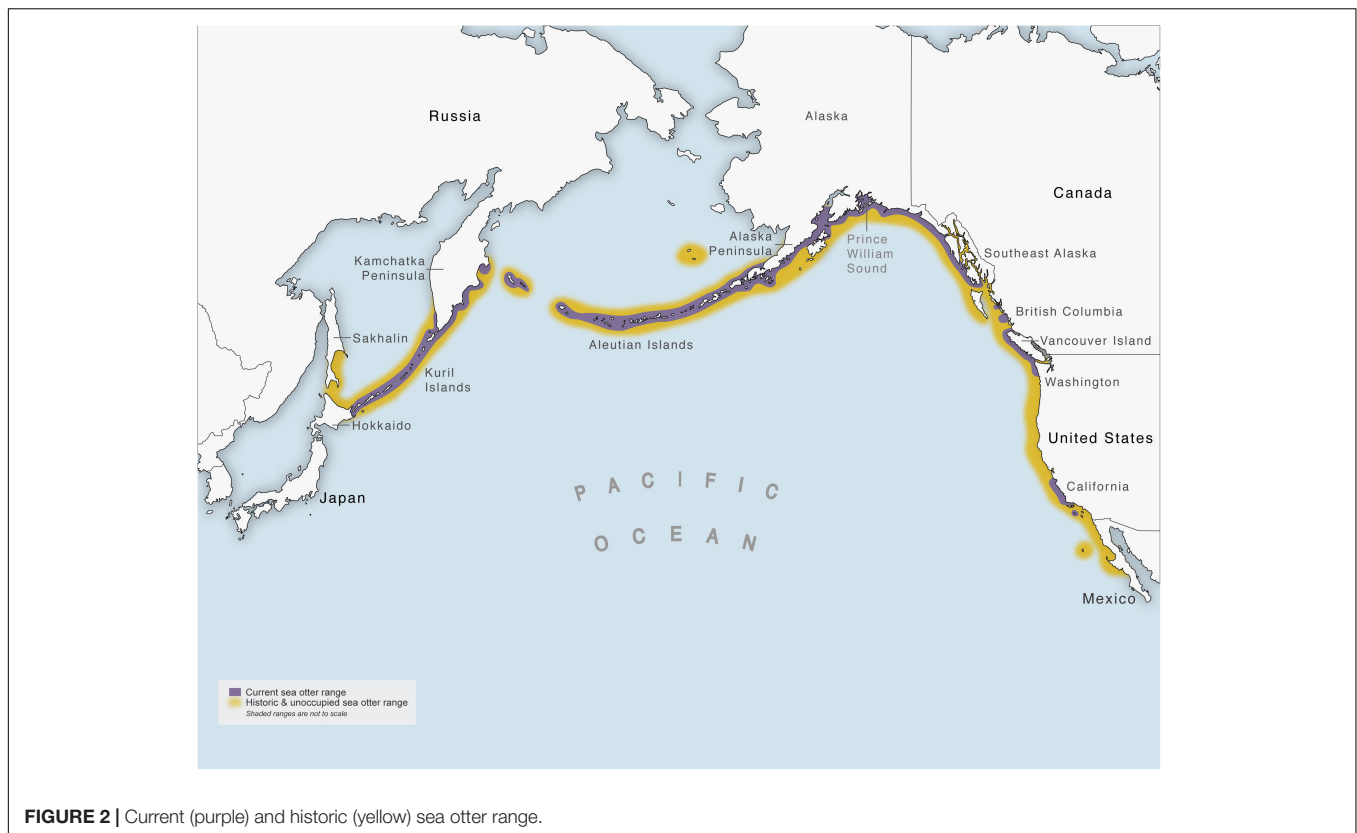 Russia
Alaska
Canada
Alaska
Peninsula
Prince
William
Sound
Southeast Alaska
Kamchatka
Peninsula
British Columbia
Sakhalin
Vancouver Island
Aleutian Islands
Kuril
Islands
Washington
Hokkaido
United States
California
Japan
PACIFIC
OCEAN
Mexico
Current sea otter range
Historic & unoccupied sea otter range
Shaded ranges are not to scale
FIGURE 2 | Current (purple) and historic (yellow) sea otter range.